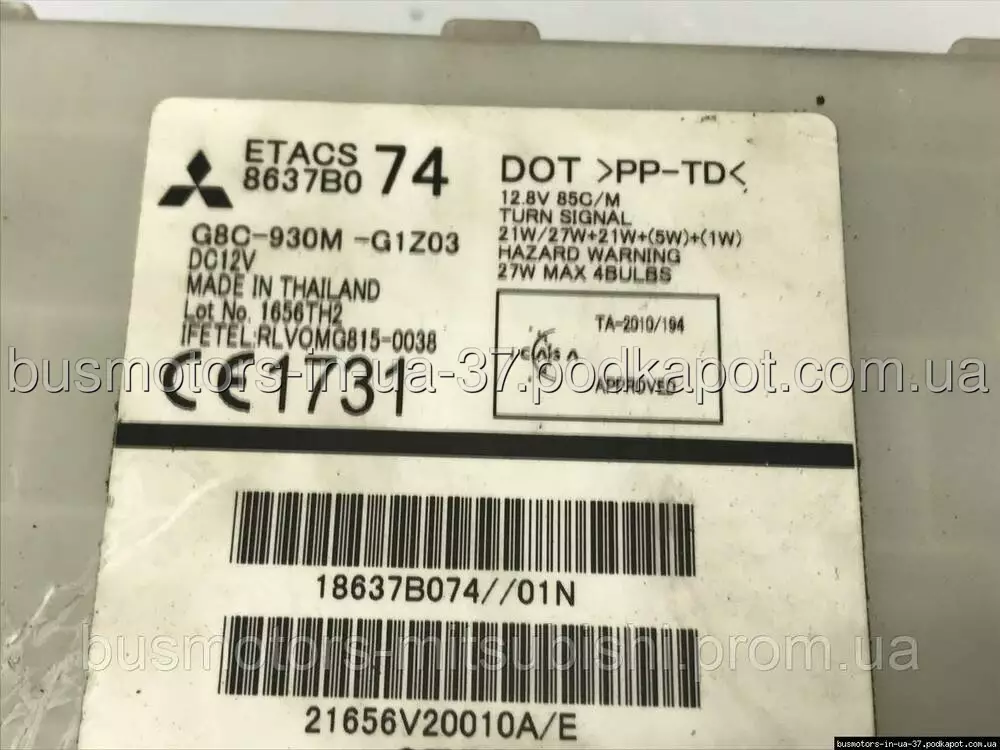 ETACS
8637B0 74
G8C-930M -G1Z03
DC12V
MADE IN THAILAND
Lot No. 1656TH2
IFETEL:RLVOMG815-0038
CE1731
DOT >PP-TD<
12.8V 85C/M
TURN SIGNAL
21W/27W+21W+(5W)+(1W)
HAZARD WARNING
27W MAX 4BULBS
TA-2010/194
ICASA
APPROVED
busmotors-in-ua-37.podkapot.com.ua
18637B074//01N
busmotors-mitsubishi.prom.ua
21656V20010A/E
busmotors-in-ua-37.podkapot.com.ua